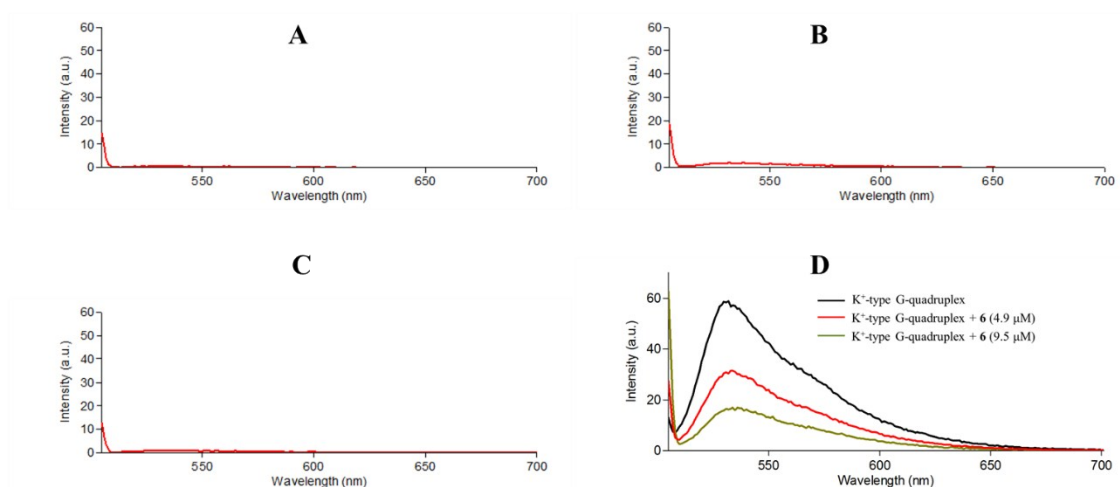 A
60
50
40
30
20
10
0
Intensity (a.u.)
550
600
650
700
Wavelength (nm)
B
60
50
40
30
20
10
0
Intensity (a.u.)
550
600
650
700
Wavelength (nm)
C
60
50
40
30
20
10
0
Intensity (a.u.)
550
600
650
700
Wavelength (nm)
D
60
40
20
0
Intensity (a.u.)
K⁺-type G-quadruplex
K⁺-type G-quadruplex + 6 (4.9 μM)
K⁺-type G-quadruplex + 6 (9.5 μM)
550
600
650
700
Wavelength (nm)